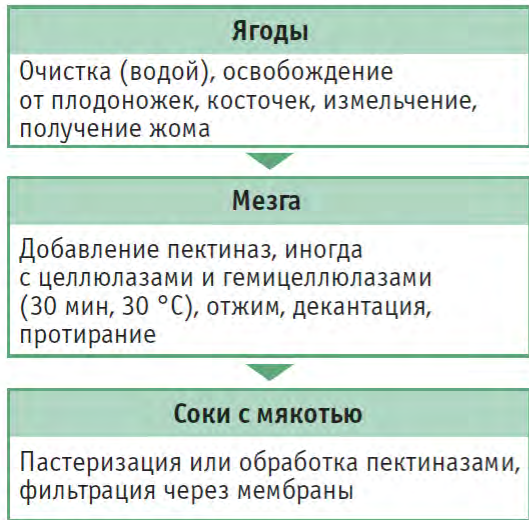 Ягоды
Очистка (водой), освобождение
от плодоножек, косточек, измельчение,
получение жома
Мезга
Добавление пектиназ, иногда
с целлюлазами и гемицеллюлазами
(30 мин, 30 °С), отжим, декантация,
протирание
Соки с мякотью
Пастеризация или обработка пектиназами,
фильтрация через мембраны